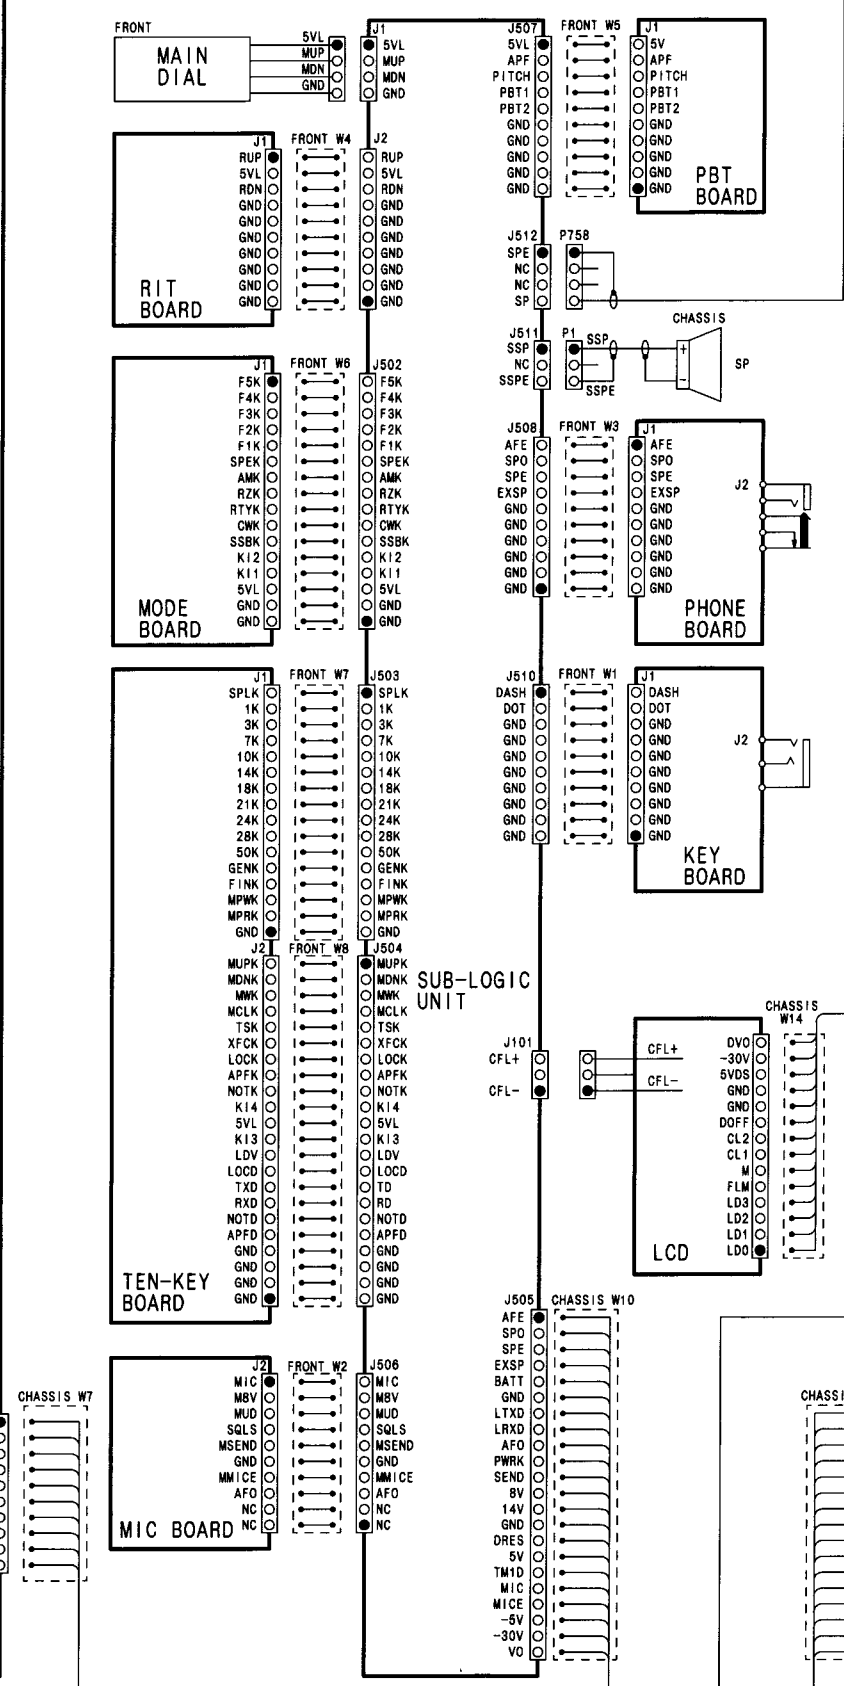 FRONT
MAIN
DIAL
5VL
MUP
MDN
GND
J1
5VL
MUP
MDN
GND
J507
5VL
APF
PITCH
PBT1
PBT2
GND
GND
GND
GND
GND
FRONT W5
J1
5V
APF
PITCH
PBT1
PBT2
GND
GND
GND
GND
GND
PBT
BOARD
J1
RUP
5VL
RDN
GND
GND
GND
GND
GND
GND
GND
RIT
BOARD
FRONT W4
J2
RUP
5VL
RDN
GND
GND
GND
GND
GND
GND
GND
J512
SPE
NC
NC
SP
P758
J511
SSP
NC
SSPE
P1
SSP
SSPE
CHASSIS
+
−
SP
J1
F5K
F4K
F3K
F2K
F1K
SPEK
AMK
RZK
RTYK
CWK
SSBK
KI2
KI1
5VL
GND
GND
MODE
BOARD
FRONT W6
J502
F5K
F4K
F3K
F2K
F1K
SPEK
AMK
RZK
RTYK
CWK
SSBK
KI2
KI1
5VL
GND
GND
J508
AFE
SPO
SPE
EXSP
GND
GND
GND
GND
GND
GND
FRONT W3
J1
AFE
SPO
SPE
EXSP
GND
GND
GND
GND
GND
GND
J2
PHONE
BOARD
J1
SPLK
1K
3K
7K
10K
14K
18K
21K
24K
28K
50K
GENK
FINK
MPWK
MPRK
GND
FRONT W7
J503
SPLK
1K
3K
7K
10K
14K
18K
21K
24K
28K
50K
GENK
FINK
MPWK
MPRK
GND
J510
DASH
DOT
GND
GND
GND
GND
GND
GND
GND
GND
FRONT W1
J1
DASH
DOT
GND
GND
GND
GND
GND
GND
GND
GND
J2
KEY
BOARD
J2
MUPK
MDNK
MWK
MCLK
TSK
XFCK
LOCK
APFK
NOTK
KI4
5VL
KI3
LDV
LOCD
TXD
RXD
NOTD
APFD
GND
GND
GND
GND
TEN-KEY
BOARD
FRONT W8
J504
MUPK
MDNK
MWK
MCLK
TSK
XFCK
LOCK
APFK
NOTK
KI4
5VL
KI3
LDV
LOCD
TD
RD
NOTD
APFD
GND
GND
GND
GND
SUB-LOGIC
UNIT
J101
CFL+
CFL−
CFL+
CFL−
CHASSIS
W14
DVO
−30V
5VDS
GND
GND
DOFF
CL2
CL1
M
FLM
LD3
LD2
LD1
LD0
LCD
J505
AFE
SPO
SPE
EXSP
BATT
GND
LTXD
LRXD
AFO
PWRK
SEND
8V
14V
GND
DRES
5V
TM1D
MIC
MICE
−5V
−30V
VO
CHASSIS W10
J2
MIC
M8V
MUD
SQLS
MSEND
GND
MMICE
AFO
NC
NC
MIC BOARD
FRONT W2
J506
MIC
M8V
MUD
SQLS
MSEND
GND
MMICE
AFO
NC
NC
CHASSIS W7
CHASSI